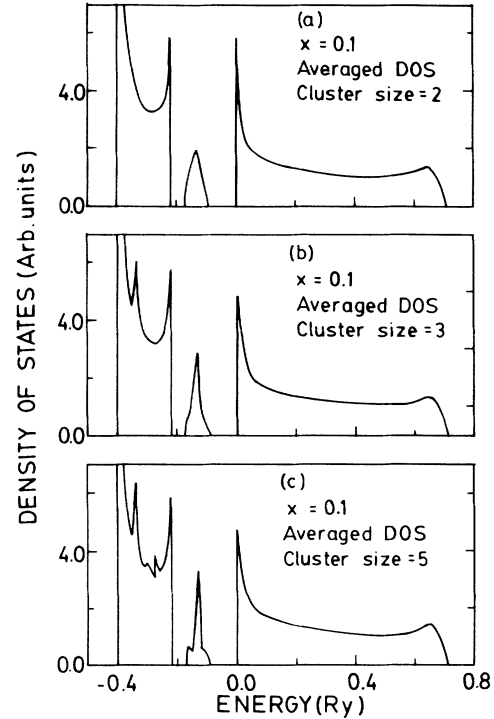 (a)
x = 0.1
Averaged DOS
Cluster size=2
4.0
0.0
(b)
x = 0.1
Averaged DOS
Cluster size=3
4.0
0.0
(c)
x = 0.1
Averaged DOS
Cluster size=5
4.0
0.0
-0.4
0.0
0.4
0.8
ENERGY(Ry)
DENSITY OF STATES (Arb. units)